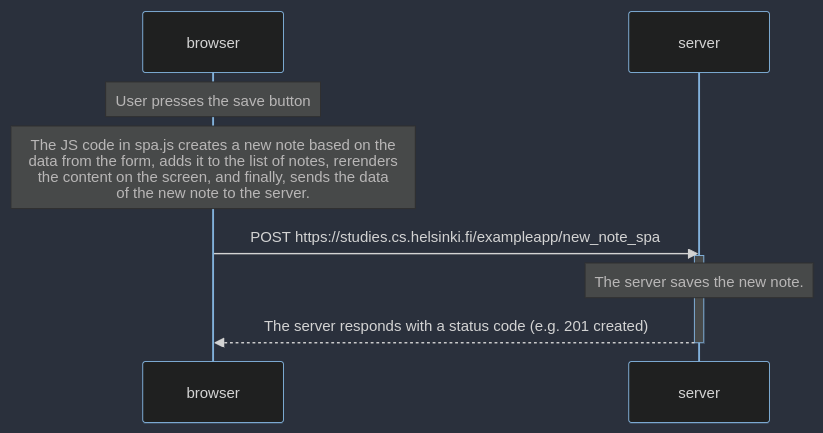 browser
server
User presses the save button
The JS code in spa.js creates a new note based on the
data from the form, adds it to the list of notes, rerenders
the content on the screen, and finally, sends the data
of the new note to the server.
POST https://studies.cs.helsinki.fi/exampleapp/new_note_spa
The server saves the new note.
The server responds with a status code (e.g. 201 created)
browser
server